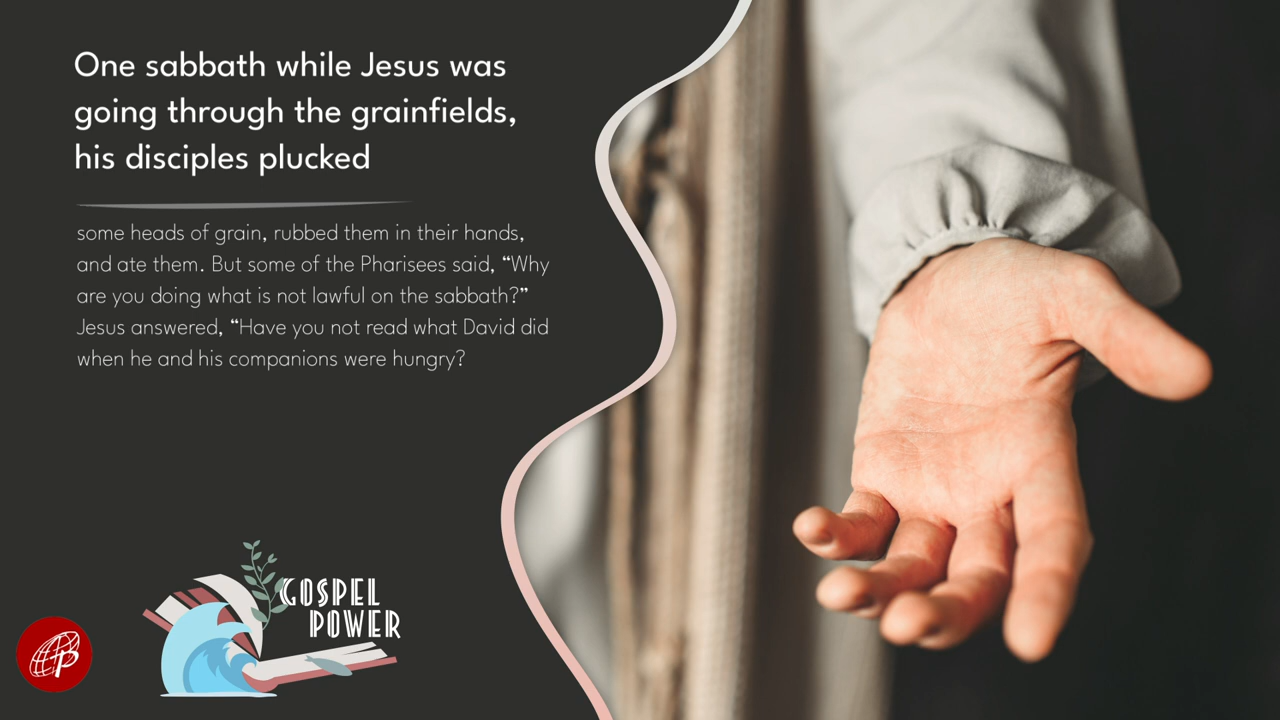 One sabbath while Jesus was
going through the grainfields,
his disciples plucked
some heads of grain, rubbed them in their hands,
and ate them. But some of the Pharisees said, “Why
are you doing what is not lawful on the sabbath?”
Jesus answered, “Have you not read what David did
when he and his companions were hungry?
GOSPEL
POWER
P